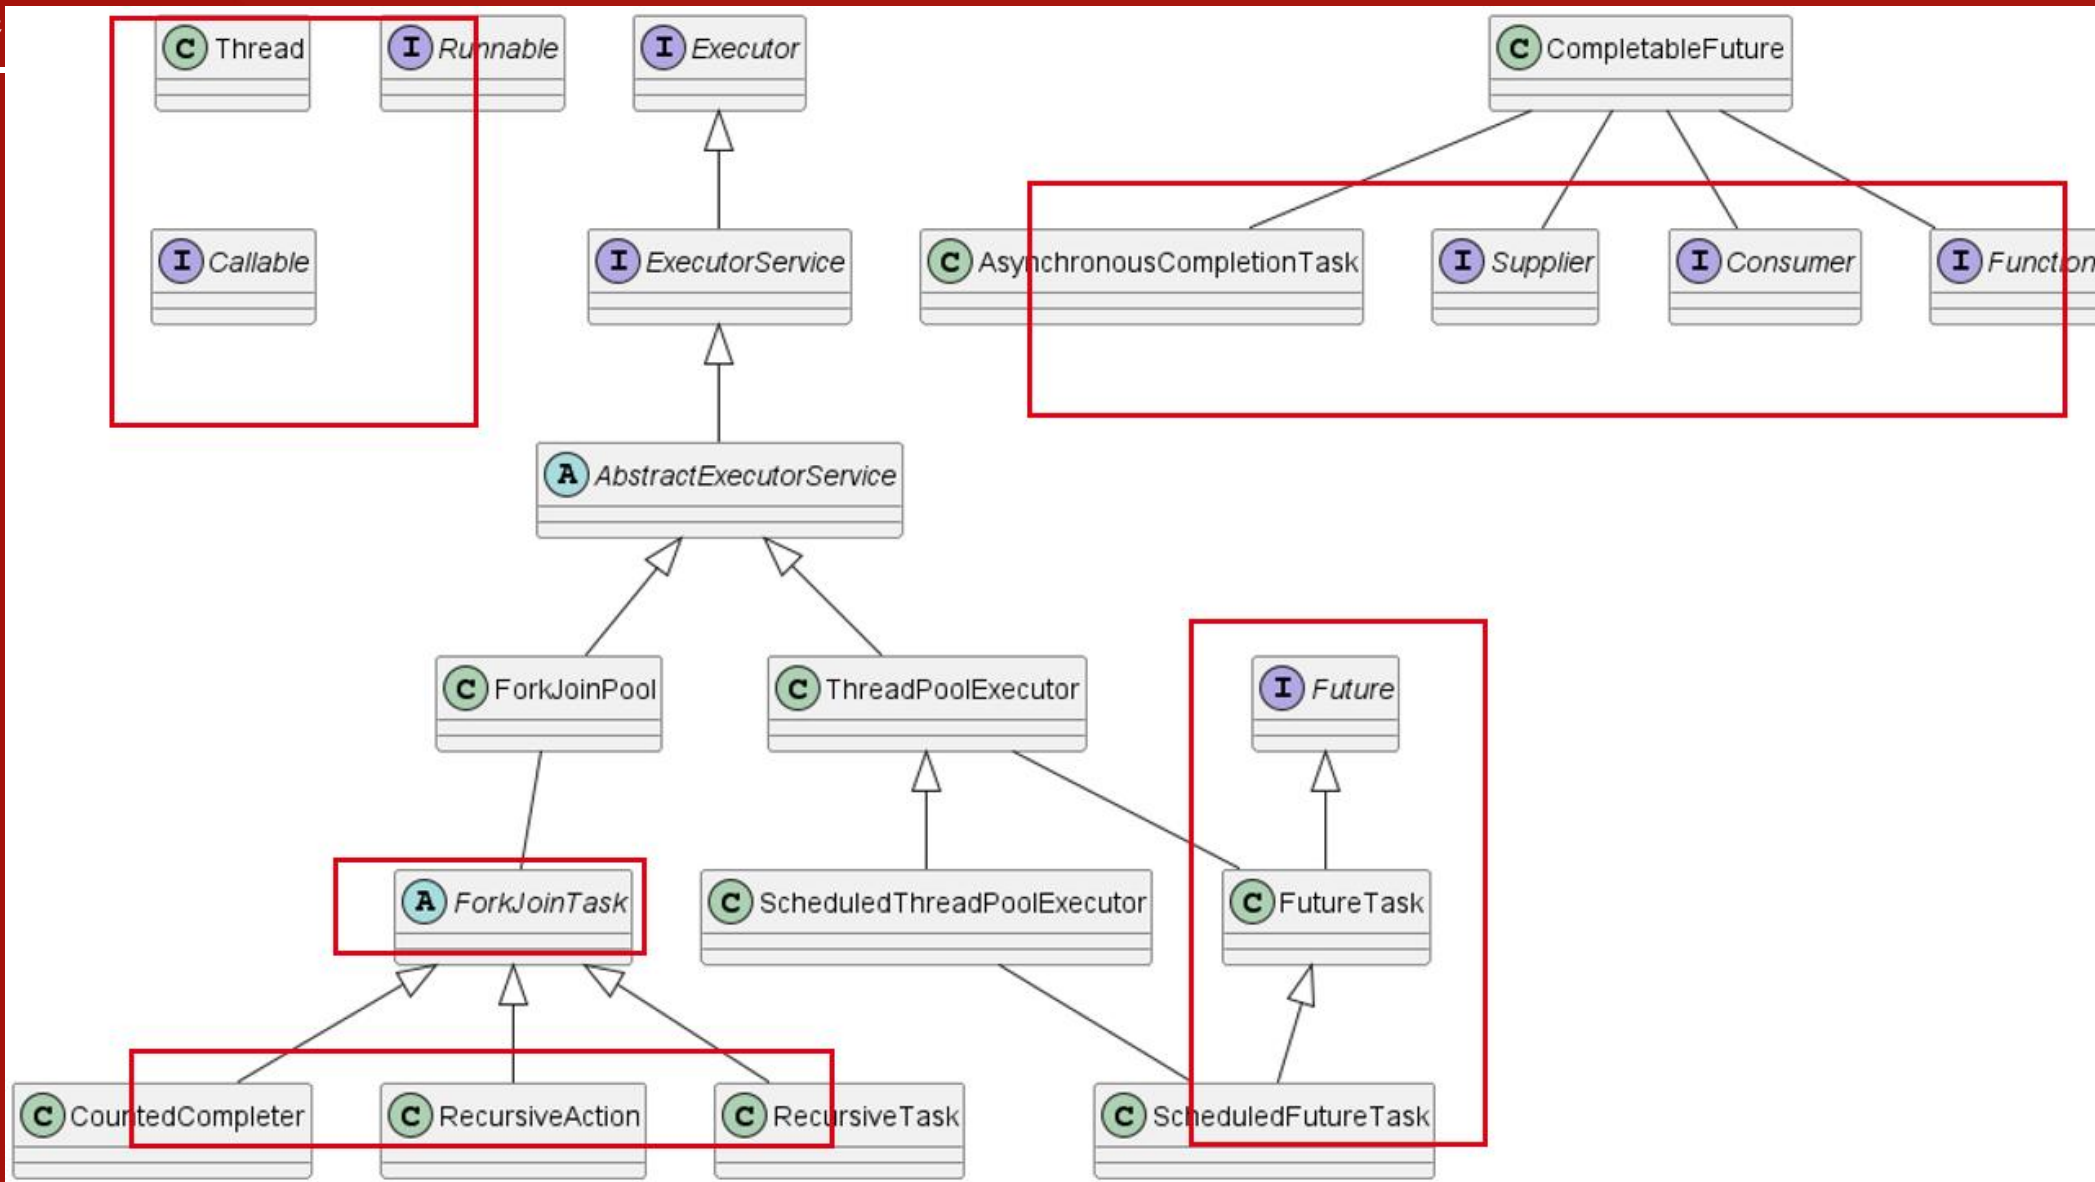 C Thread
I Runnable
I Executor
C CompletableFuture
I Callable
I ExecutorService
C AsynchronousCompletionTask
I Supplier
I Consumer
I Function
A AbstractExecutorService
C ForkJoinPool
C ThreadPoolExecutor
I Future
A ForkJoinTask
C ScheduledThreadPoolExecutor
C FutureTask
C CountedCompleter
C RecursiveAction
C RecursiveTask
C ScheduledFutureTask